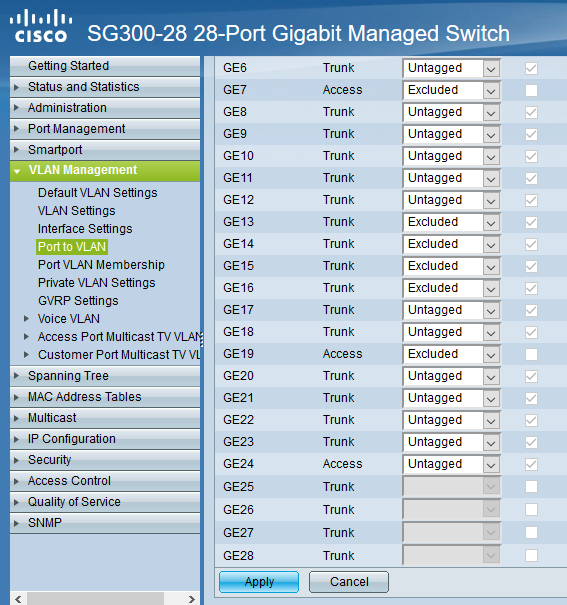 cisco SG300-28 28-Port Gigabit Managed Switch
Getting Started
Status and Statistics
Administration
Port Management
Smartport
VLAN Management
Default VLAN Settings
VLAN Settings
Interface Settings
Port to VLAN
Port VLAN Membership
Private VLAN Settings
GVRP Settings
Voice VLAN
Access Port Multicast TV VLAN
Customer Port Multicast TV VL
Spanning Tree
MAC Address Tables
Multicast
IP Configuration
Security
Access Control
Quality of Service
SNMP
GE6 Trunk Untagged
GE7 Access Excluded
GE8 Trunk Untagged
GE9 Trunk Untagged
GE10 Trunk Untagged
GE11 Trunk Untagged
GE12 Trunk Untagged
GE13 Trunk Excluded
GE14 Trunk Excluded
GE15 Trunk Excluded
GE16 Trunk Excluded
GE17 Trunk Untagged
GE18 Trunk Untagged
GE19 Access Excluded
GE20 Trunk Untagged
GE21 Trunk Untagged
GE22 Trunk Untagged
GE23 Trunk Untagged
GE24 Access Untagged
GE25 Trunk
GE26 Trunk
GE27 Trunk
GE28 Trunk
Apply Cancel